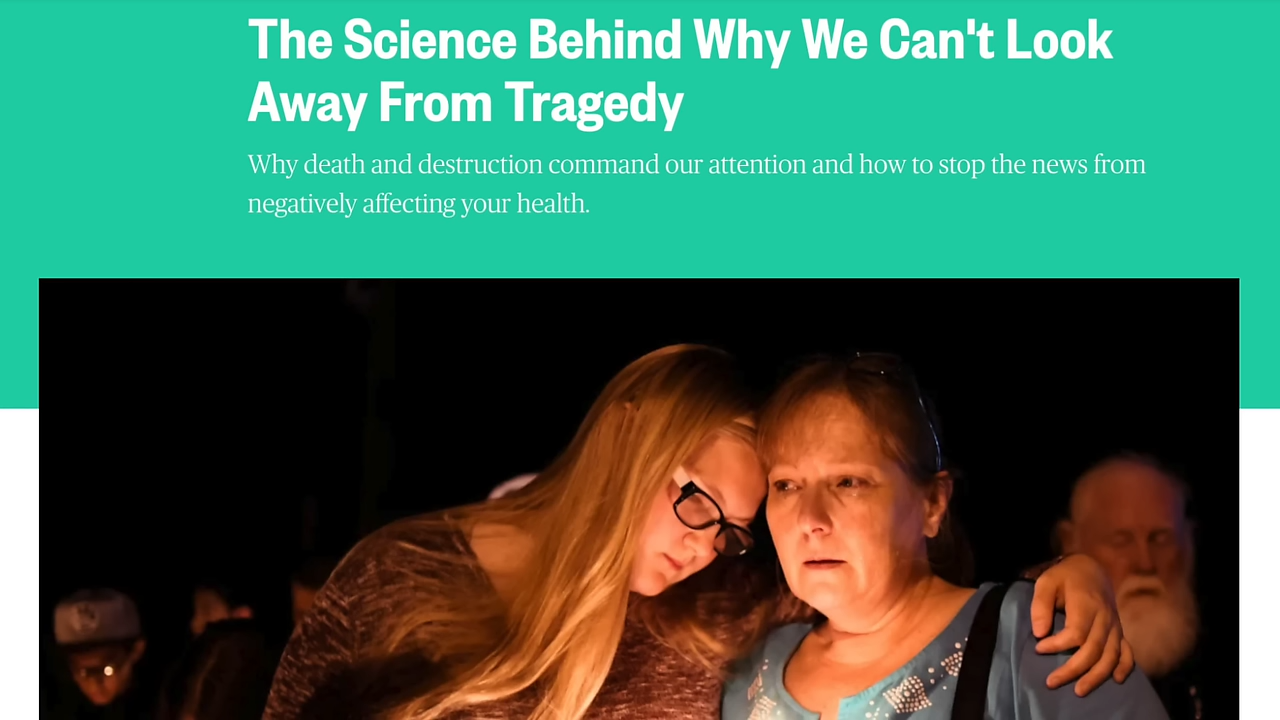 The Science Behind Why We Can't Look
Away From Tragedy
Why death and destruction command our attention and how to stop the news from
negatively affecting your health.